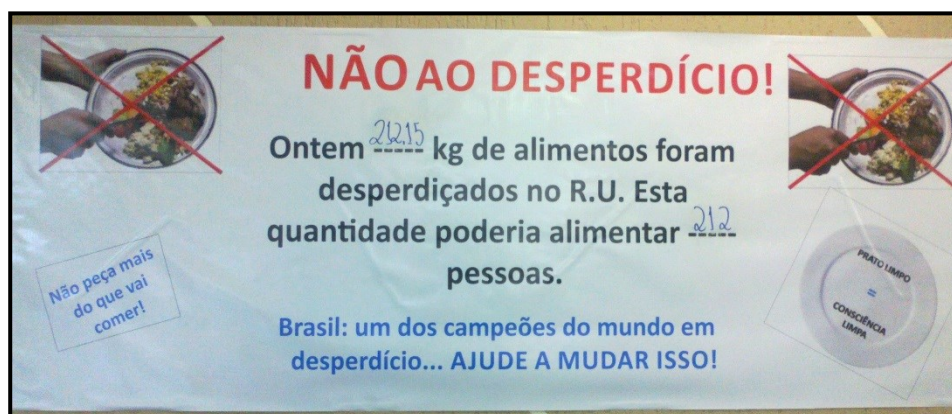 NÃO AO DESPERDÍCIO!
Ontem 212,15 kg de alimentos foram
desperdiçados no R.U. Esta
quantidade poderia alimentar 212
pessoas.
Não peça mais
do que vai
comer!
Brasil: um dos campeões do mundo em
desperdício... AJUDE A MUDAR ISSO!
PRATO LIMPO
=
CONSCIÊNCIA
LIMPA